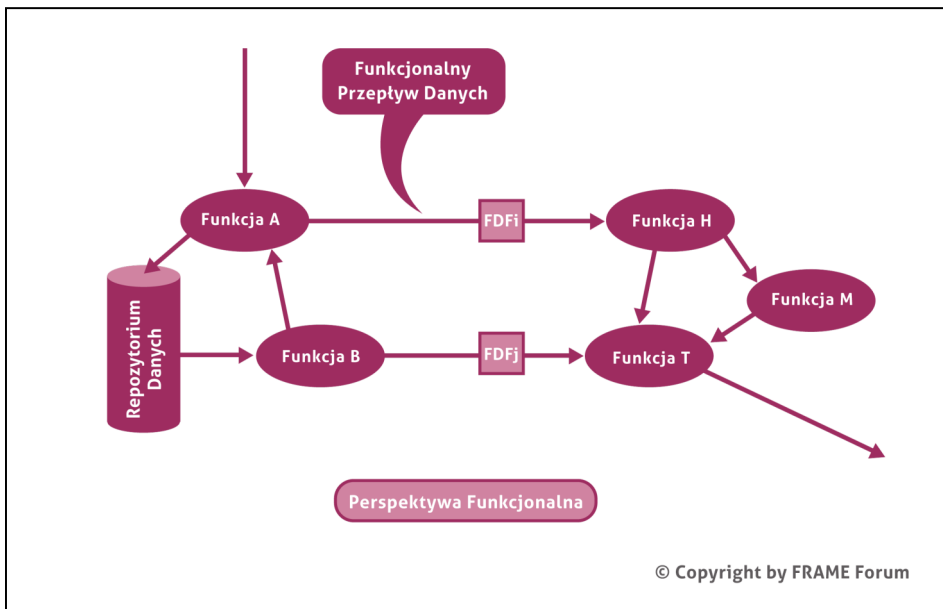 Funkcjonalny
Przepływ Danych
Funkcja A
FDFi
Funkcja H
Funkcja M
Repozytorium
Danych
Funkcja B
FDFj
Funkcja T
Perspektywa Funkcjonalna
© Copyright by FRAME Forum